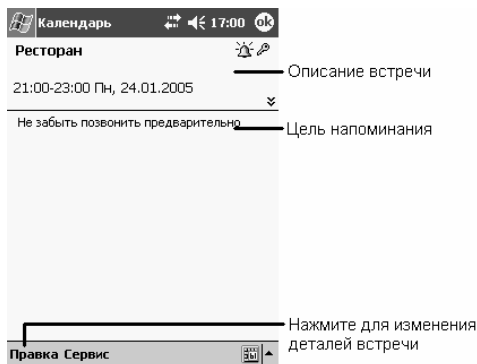 Календарь 17:00 ok
Ресторан
21:00-23:00 Пн, 24.01.2005
Не забыть позвонить предварительно
Правка Сервис
Описание встречи
Цель напоминания
Нажмите для изменения
деталей встречи